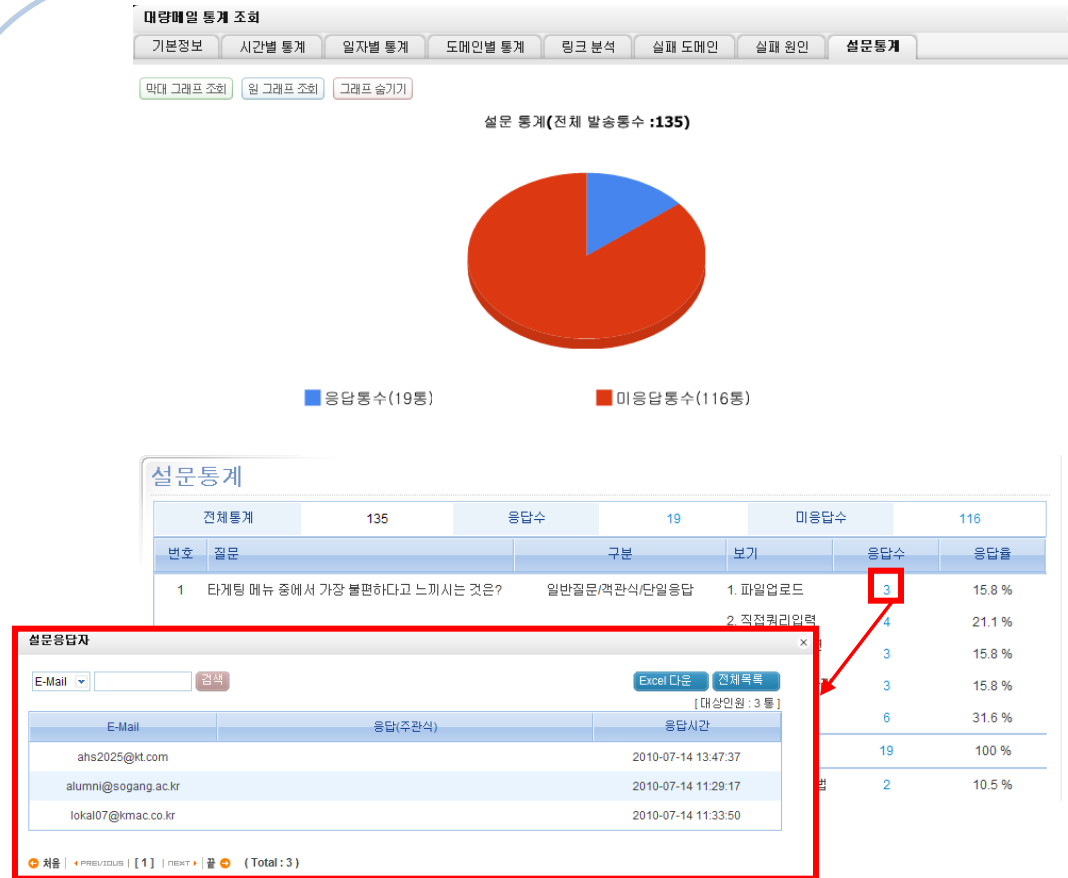 대량메일 통계 조회
기본정보 시간별 통계 일자별 통계 도메인별 통계 링크 분석 실패 도메인 실패 원인 설문통계
막대 그래프 조회 원 그래프 조회 그래프 숨기기
설문 통계(전체 발송통수 :135)
응답통수(19통) 미응답통수(116통)
설문통계
전체통계 135 응답수 19 미응답수 116
번호 질문 구분 보기 응답수 응답율
1 타게팅 메뉴 중에서 가장 불편하다고 느끼시는 것은? 일반질문/객관식/단일응답 1. 파일업로드 3 15.8 %
2. 직접쿼리입력 4 21.1 %
3 15.8 %
3 15.8 %
6 31.6 %
19 100 %
법 2 10.5 %
설문응답자 ×
E-Mail 검색 Excel 다운 전체목록
[ 대상인원 : 3 통 ]
E-Mail 응답(주관식) 응답시간
ahs2025@kt.com 2010-07-14 13:47:37
alumni@sogang.ac.kr 2010-07-14 11:29:17
lokal07@kmac.co.kr 2010-07-14 11:33:50
처음 PREVIOUS [ 1 ] NEXT 끝 ( Total : 3 )